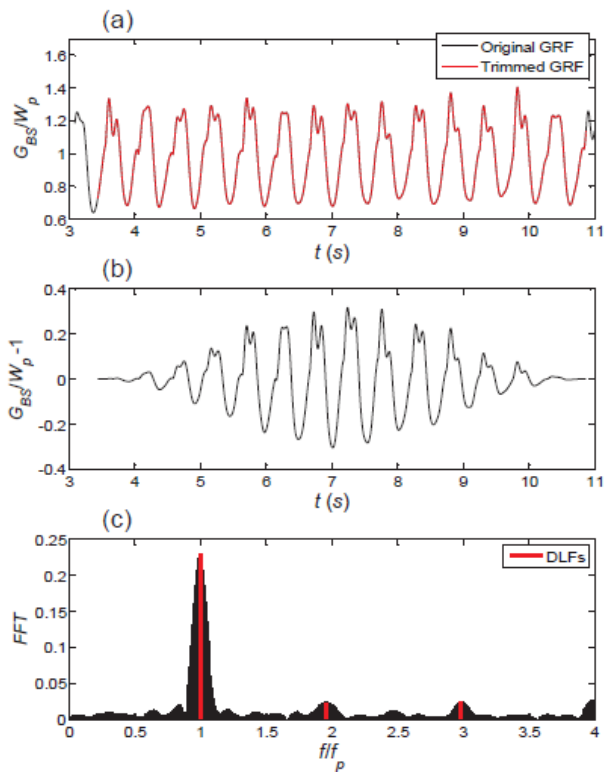 (a)
Original GRF
Trimmed GRF
G_BS/W_p
1.6
1.4
1.2
1
0.8
0.6
3 4 5 6 7 8 9 10 11
t (s)
(b)
G_BS/W_p -1
0.4
0.2
0
-0.2
-0.4
3 4 5 6 7 8 9 10 11
t (s)
(c)
DLFs
FFT
0.25
0.2
0.15
0.1
0.05
0
0 0.5 1 1.5 2 2.5 3 3.5 4
f/f_p